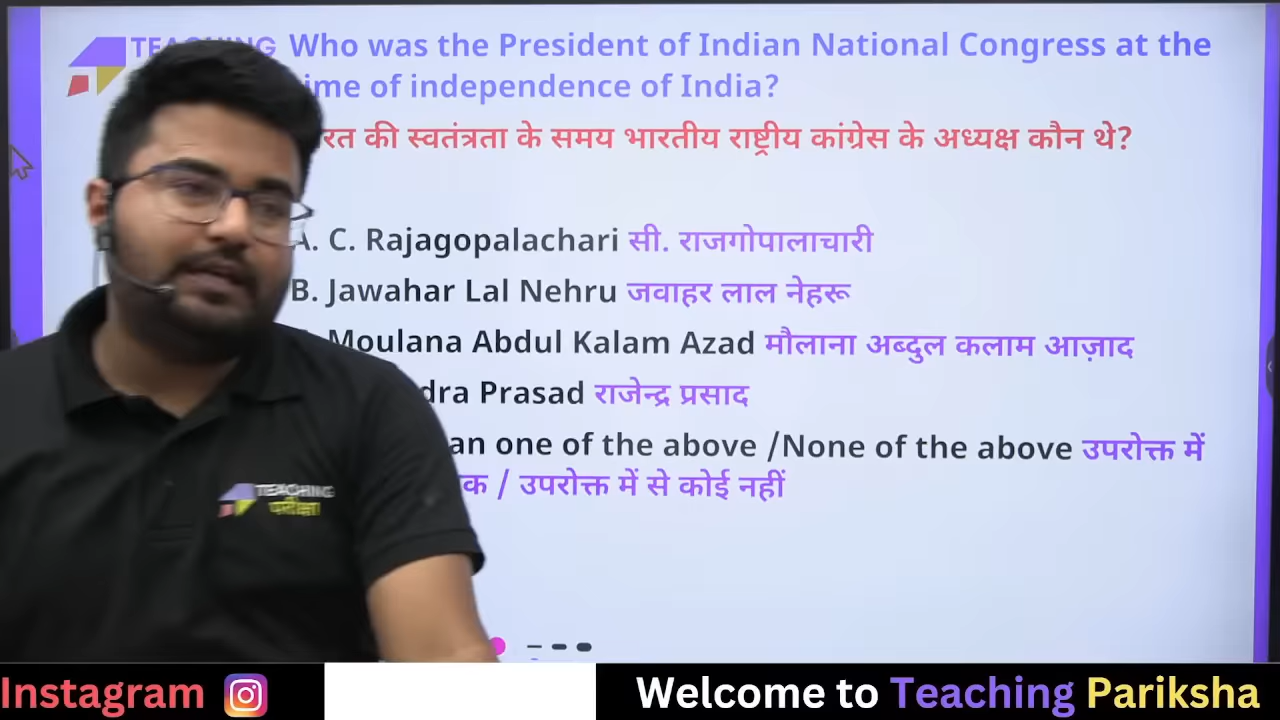 TEACHING Who was the President of Indian National Congress at the
ime of independence of India?
रत की स्वतंत्रता के समय भारतीय राष्ट्रीय कांग्रेस के अध्यक्ष कौन थे?
A. C. Rajagopalachari सी. राजगोपालाचारी
B. Jawahar Lal Nehru जवाहर लाल नेहरू
Moulana Abdul Kalam Azad मौलाना अब्दुल कलाम आज़ाद
dra Prasad राजेन्द्र प्रसाद
an one of the above /None of the above उपरोक्त में
क / उपरोक्त में से कोई नहीं
TEACHING
परीक्षा
Instagram
Welcome to Teaching Pariksha